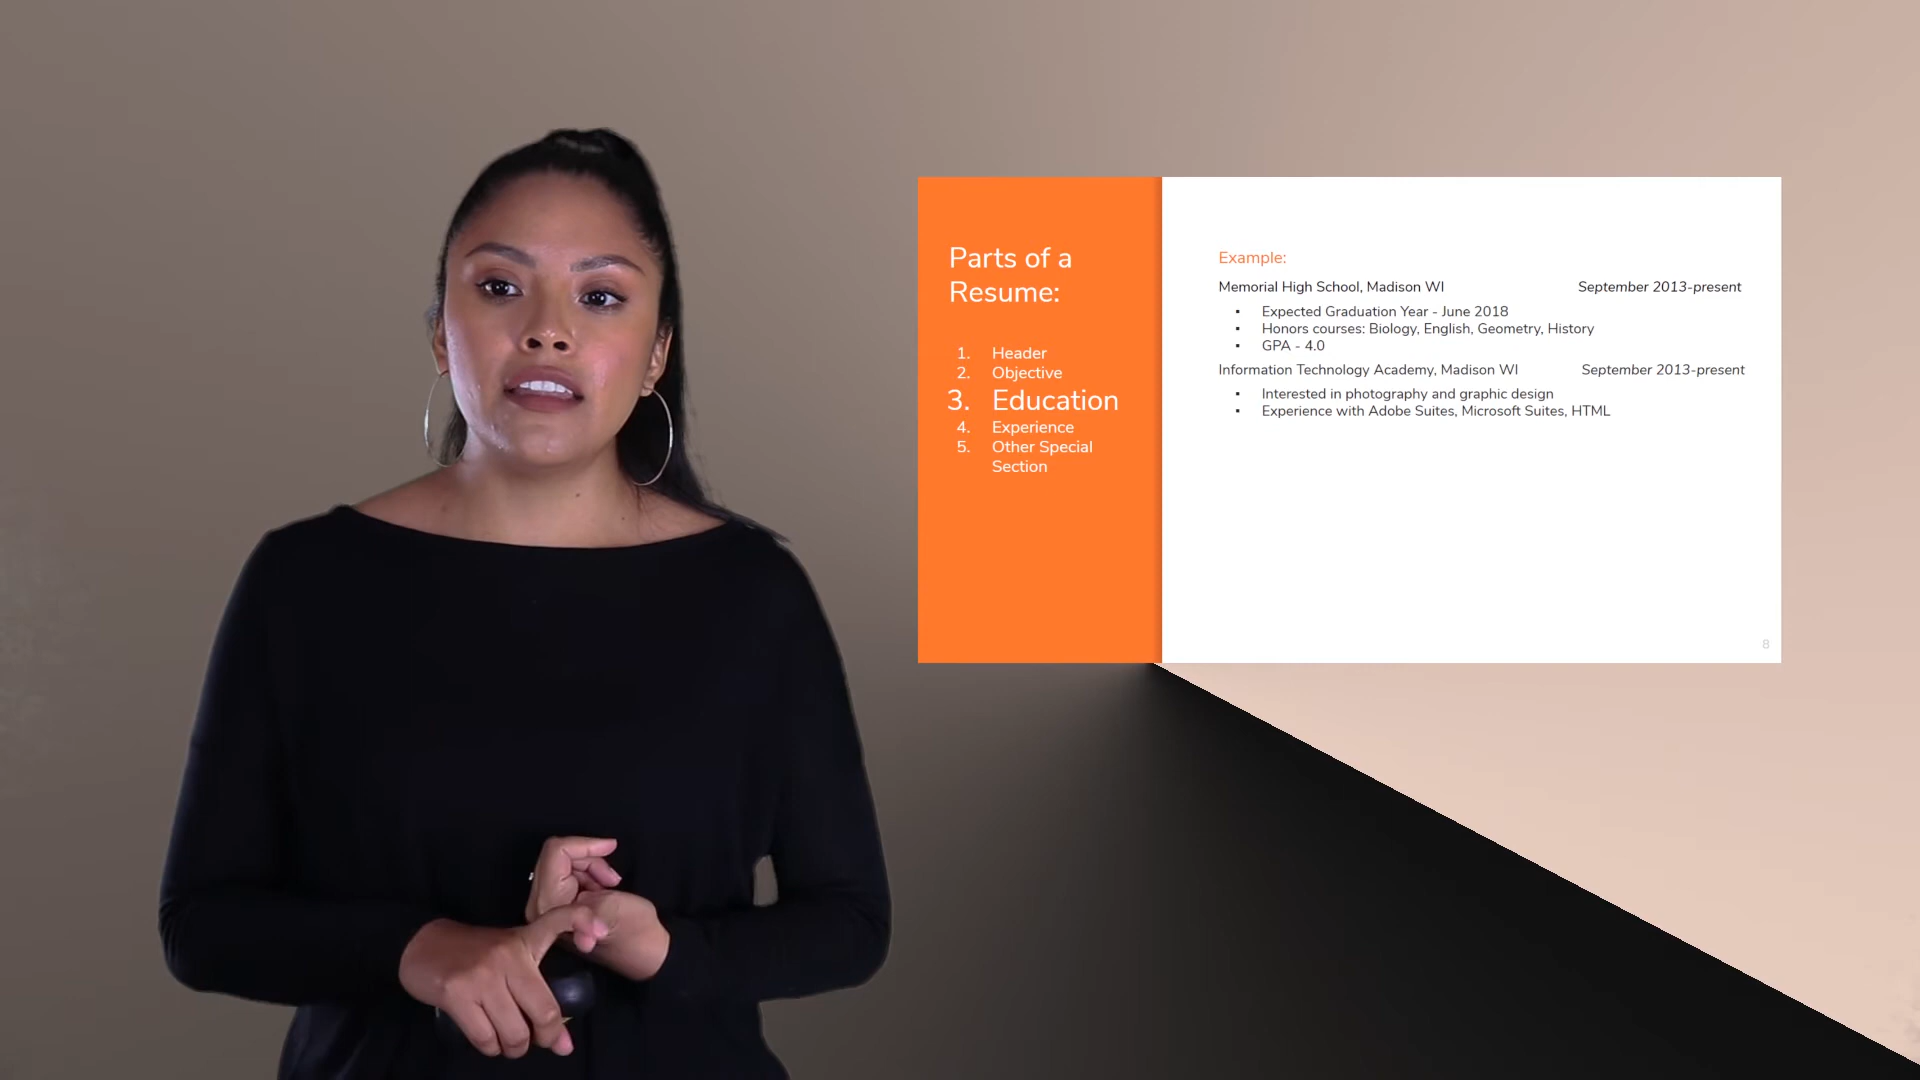 Parts of a
Resume:
1. Header
2. Objective
3. Education
4. Experience
5. Other Special
Section
Example:
Memorial High School, Madison WI September 2013-present
▪ Expected Graduation Year - June 2018
▪ Honors courses: Biology, English, Geometry, History
▪ GPA - 4.0
Information Technology Academy, Madison WI September 2013-present
▪ Interested in photography and graphic design
▪ Experience with Adobe Suites, Microsoft Suites, HTML
8